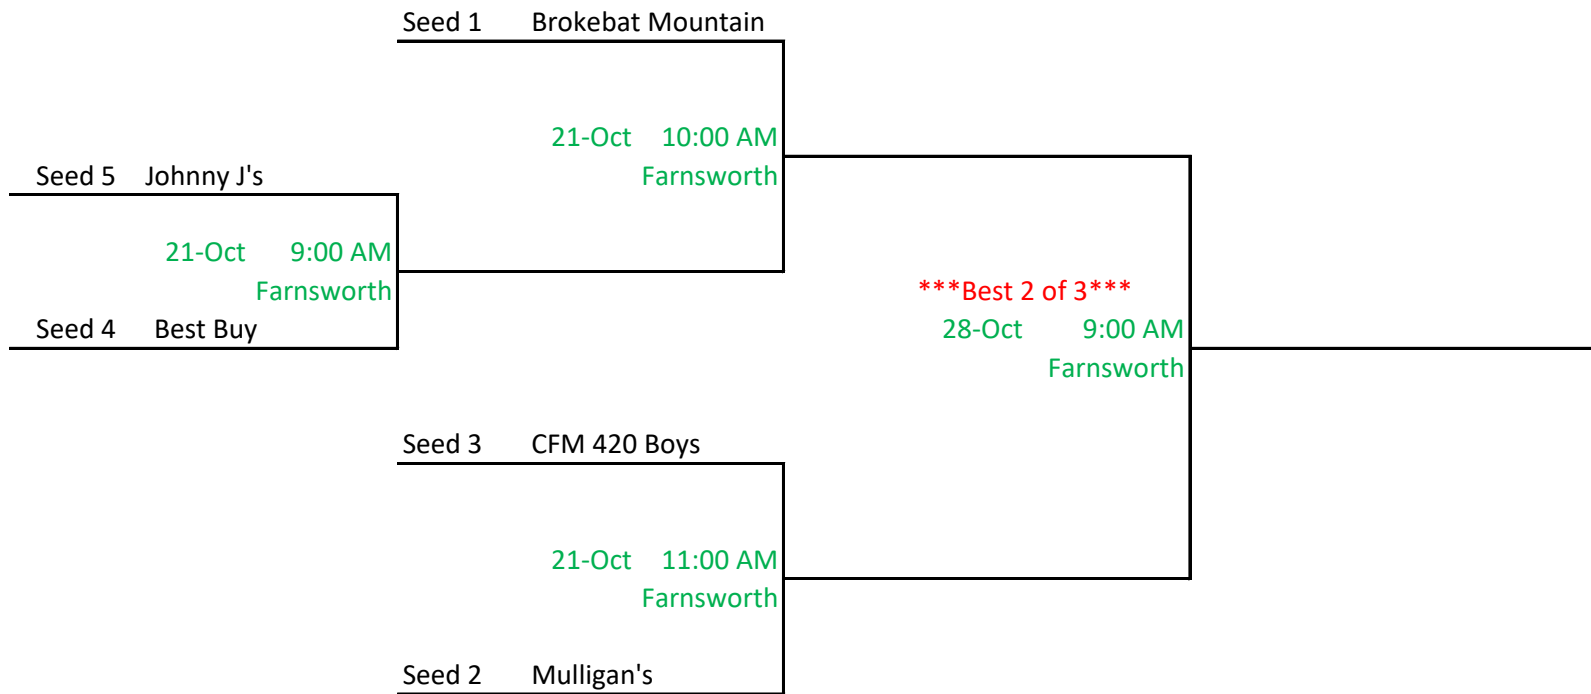 Seed 1 Brokebat Mountain
21-Oct 10:00 AM
Farnsworth
Seed 5 Johnny J's
21-Oct 9:00 AM
Farnsworth
Seed 4 Best Buy
***Best 2 of 3***
28-Oct 9:00 AM
Farnsworth
Seed 3 CFM 420 Boys
21-Oct 11:00 AM
Farnsworth
Seed 2 Mulligan's